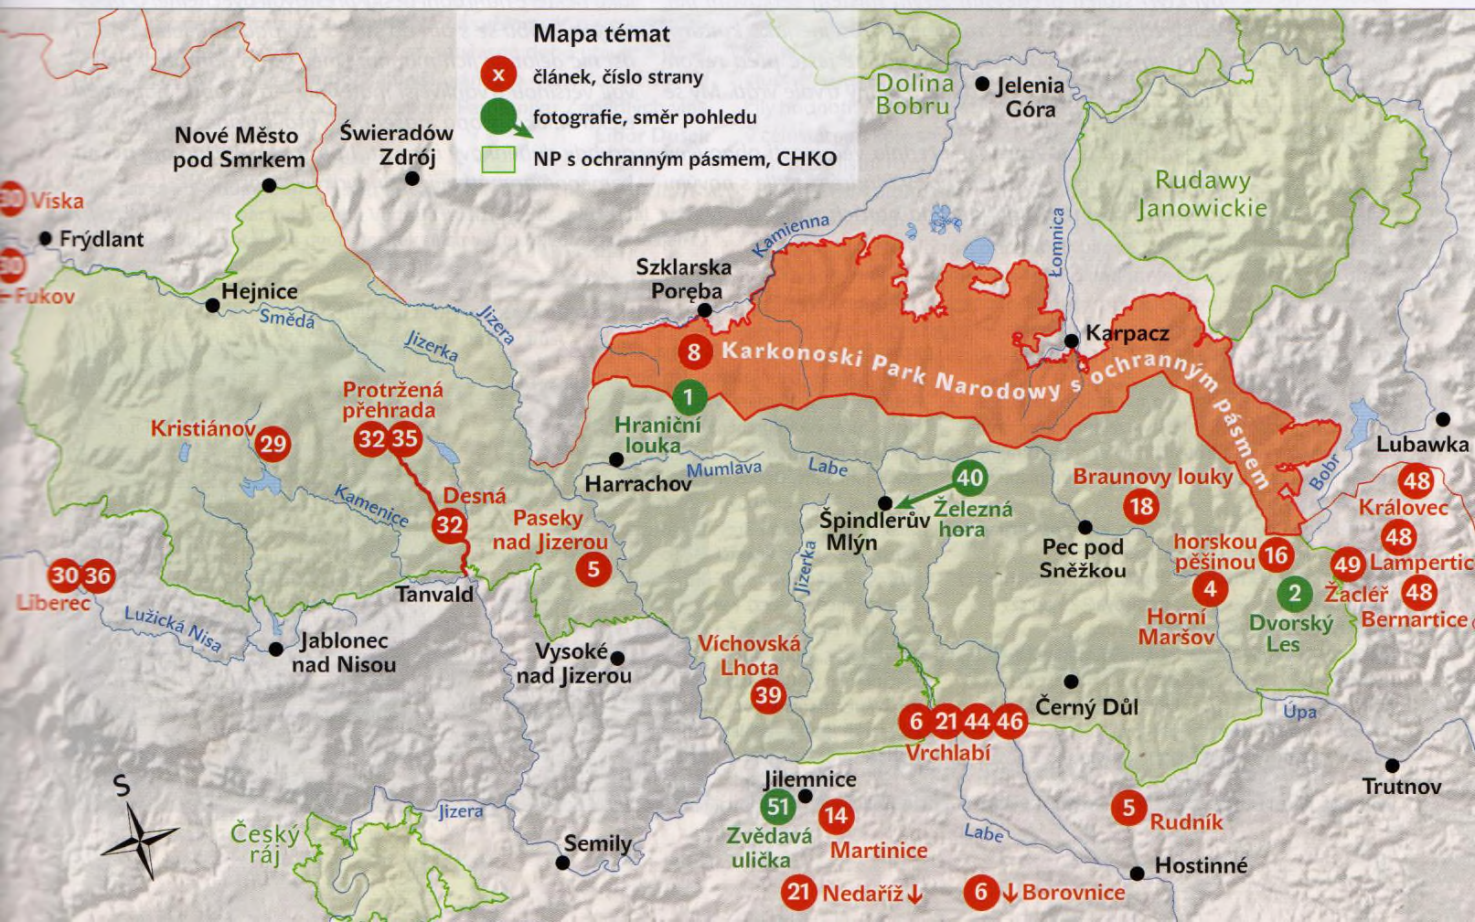 Mapa témat
x
článek, číslo strany
fotografie, směr pohledu
NP s ochranným pásmem, CHKO
Dolina
Bobru
Jelenia
Góra
Nové Město
pod Smrkem
Świeradów
Zdrój
30 Víska
Frýdlant
30
Fukov
Hejnice
Smědá
Jizera
Jizerka
Szklarska
Poręba
Kamienna
Łomnica
Rudawy
Janowickie
Karpacz
8
Karkonoski Park Narodowy s ochranným pásmem
1
Hraniční
louka
Protržená
přehrada
32 35
Kristiánov 29
Kamenice
Desná
32
Harrachov
Mumlava
Labe
40
Železná
hora
Špindlerův
Mlýn
Jizerka
Paseky
nad Jizerou
5
Braunovy louky
18
Pec pod
Sněžkou
Lubawka
Bobr
48
Královec
48
Lampertic
49
Žacléř
48
Bernartice
horskou
pěšinou
16
4
Horní
Maršov
2
Dvorský
Les
30 36
Liberec
Lužická Nisa
Tanvald
Jablonec
nad Nisou
Vysoké
nad Jizerou
Víchovská
Lhota
39
6 21 44 46
Vrchlabí
Černý Důl
Úpa
Trutnov
S
Český
ráj
Jizera
Semily
Jilemnice
51
Zvědavá
ulička
14
Martinice
Labe
5
Rudník
Hostinné
21 Nedaříž ↓
6 ↓ Borovnice